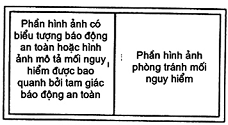 Phần hình ảnh có
biểu tượng báo động
an toàn hoặc hình
ảnh mô tả mối nguy
hiểm được bao
quanh bởi tam giác
báo động an toàn
Phần hình ảnh
phòng tránh mối
nguy hiểm